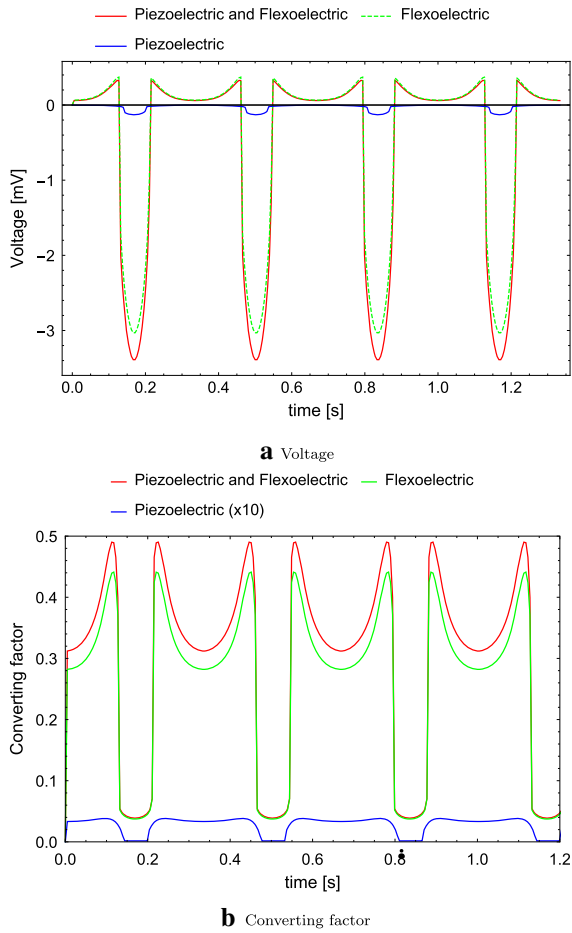 Piezoelectric and Flexoelectric Flexoelectric
Piezoelectric
0
−1
−2
−3
Voltage [mV]
0.0 0.2 0.4 0.6 0.8 1.0 1.2
time [s]
a Voltage
Piezoelectric and Flexoelectric Flexoelectric
Piezoelectric (x10)
0.5
0.4
0.3
0.2
0.1
0.0
Converting factor
0.0 0.2 0.4 0.6 0.8 1.0 1.2
time [s]
b Converting factor